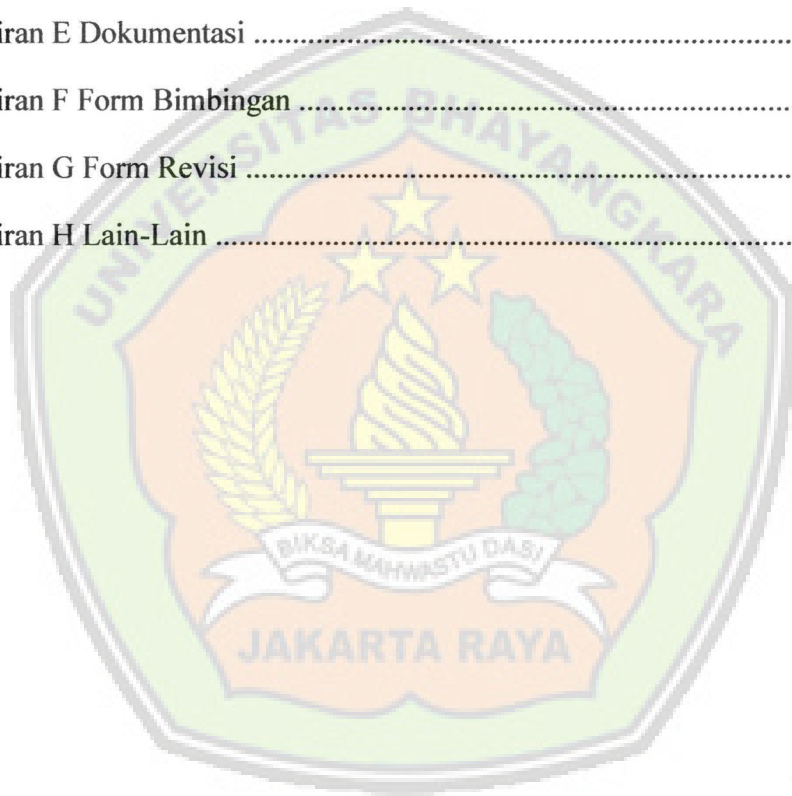 iran E Dokumentasi ........................................................................
iran F Form Bimbingan ..................................................................
iran G Form Revisi .........................................................................
iran H Lain-Lain .............................................................................
UNIVERSITAS BHAYANGKARA
BIKSA MAHWASTU DASI
JAKARTA RAYA